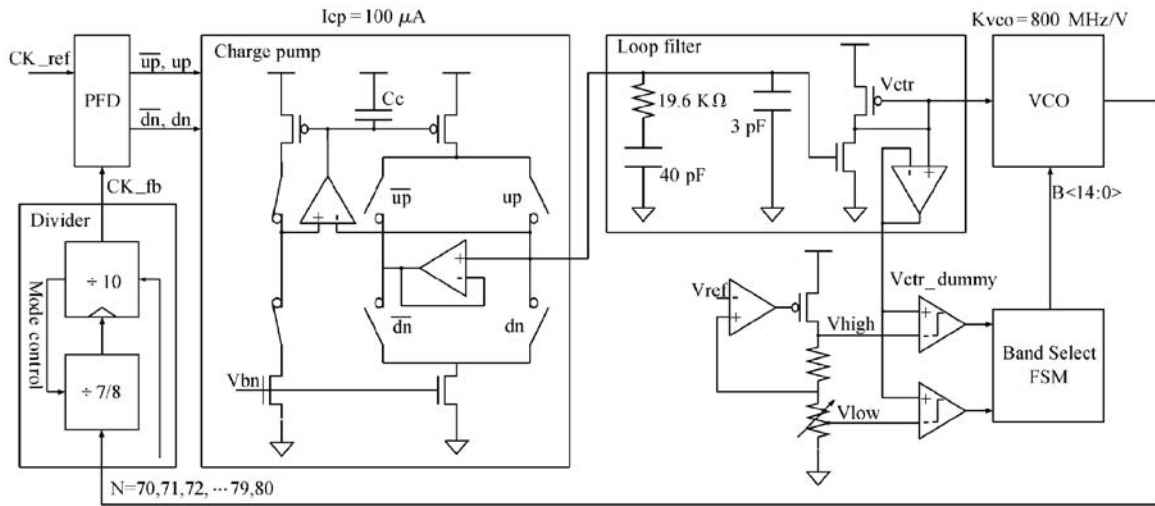 Icp = 100 μA
Kvco = 800 MHz/V
CK_ref
PFD
up, up
dn, dn
CK_fb
Charge pump
Cc
up
up
+ -
+
-
dn
dn
Vbn
Loop filter
19.6 KΩ
40 pF
3 pF
Vctr
- +
VCO
B<14:0>
Divider
÷ 10
Mode control
÷ 7/8
N=70,71,72, ⋯79,80
Vref
-
+
Vhigh
Vlow
Vctr_dummy
+
-
+
-
Band Select
FSM